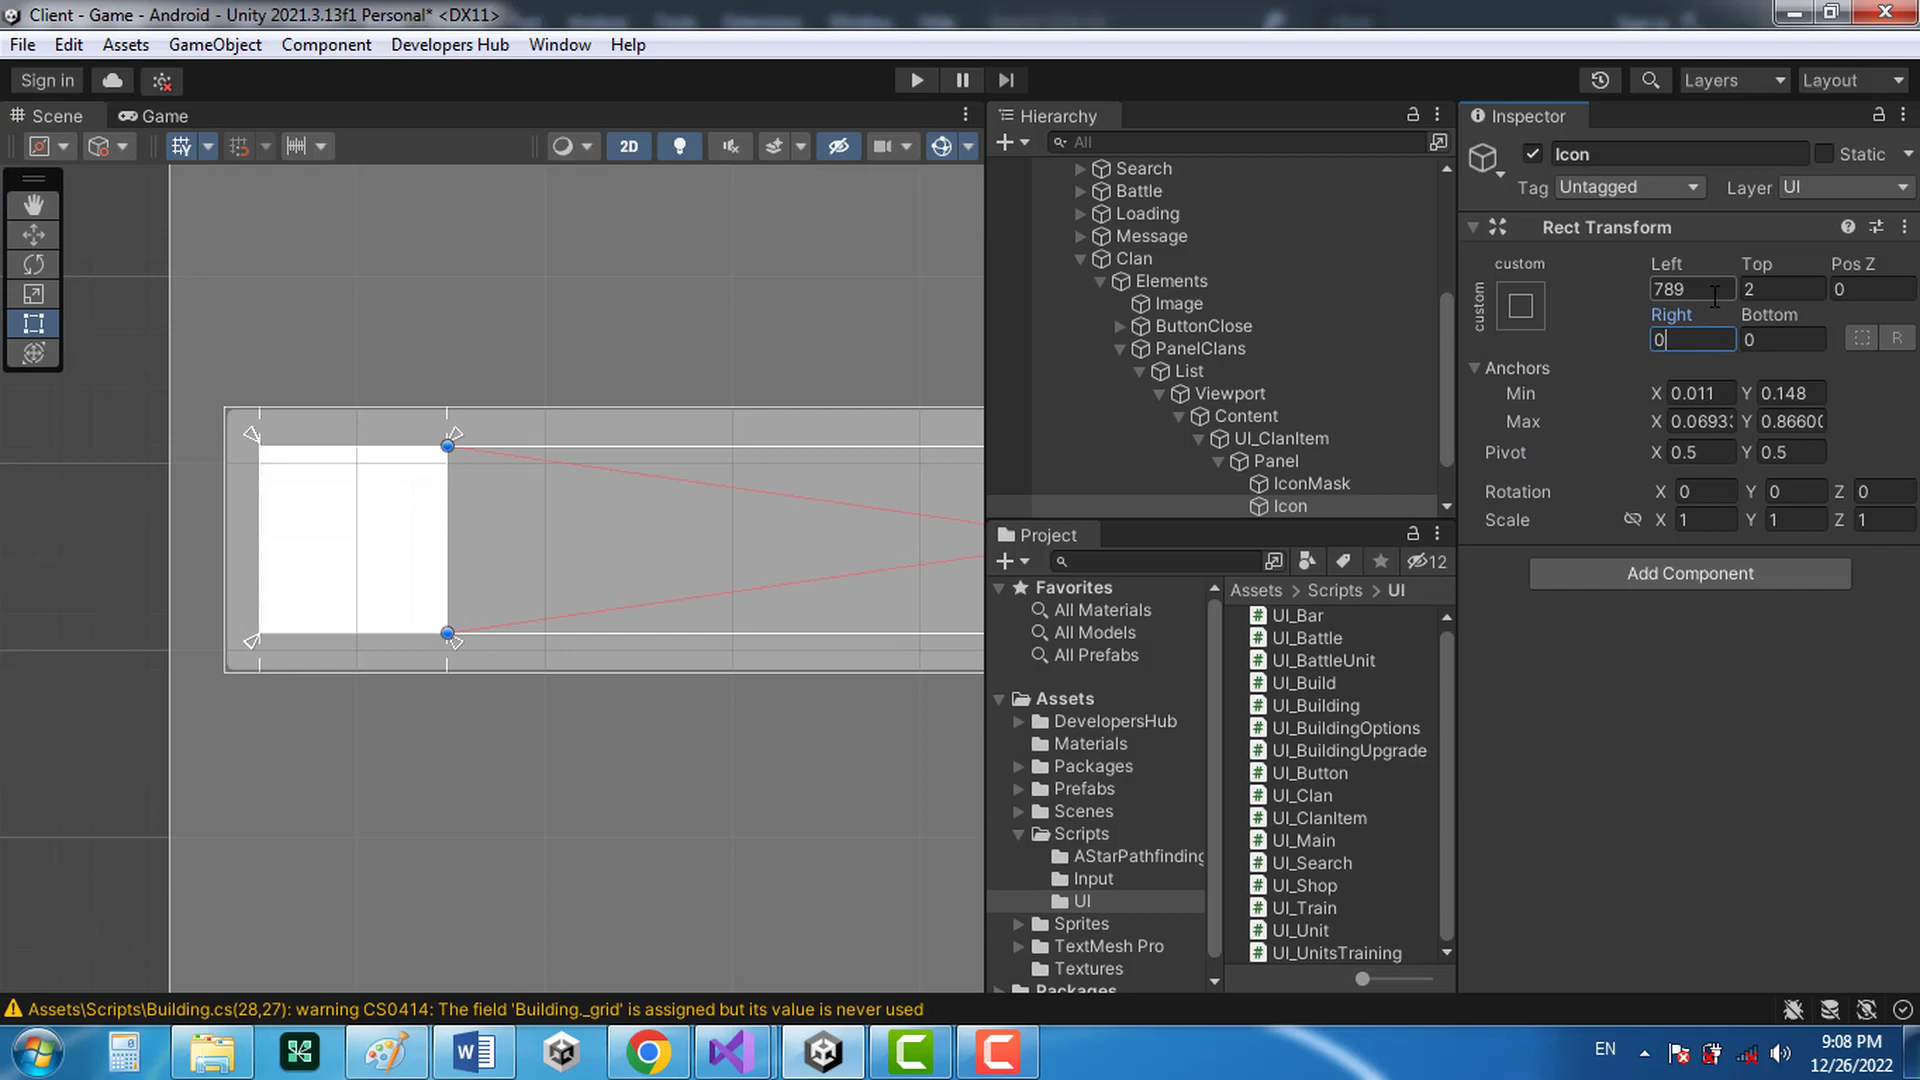 Client - Game - Android - Unity 2021.3.13f1 Personal* <DX11>
File Edit Assets GameObject Component Developers Hub Window Help
Sign in Layers Layout
Scene Game
2D
Hierarchy
All
Search
Battle
Loading
Message
Clan
Elements
Image
ButtonClose
PanelClans
List
Viewport
Content
UI_ClanItem
Panel
IconMask
Icon
Project
12
Favorites
All Materials
All Models
All Prefabs
Assets
DevelopersHub
Materials
Packages
Prefabs
Scenes
Scripts
AStarPathfinding
Input
UI
Sprites
TextMesh Pro
Textures
Packages
Assets > Scripts > UI
UI_Bar
UI_Battle
UI_BattleUnit
UI_Build
UI_Building
UI_BuildingOptions
UI_BuildingUpgrade
UI_Button
UI_Clan
UI_ClanItem
UI_Main
UI_Search
UI_Shop
UI_Train
UI_Unit
UI_UnitsTraining
Inspector
Icon Static
Tag Untagged Layer UI
Rect Transform
custom Left Top Pos Z
custom 789 2 0
Right Bottom
0 0 R
Anchors
Min X 0.011 Y 0.148
Max X 0.0693 Y 0.8660
Pivot X 0.5 Y 0.5
Rotation X 0 Y 0 Z 0
Scale X 1 Y 1 Z 1
Add Component
Assets\Scripts\Building.cs(28,27): warning CS0414: The field 'Building._grid' is assigned but its value is never used
EN 9:08 PM
12/26/2022